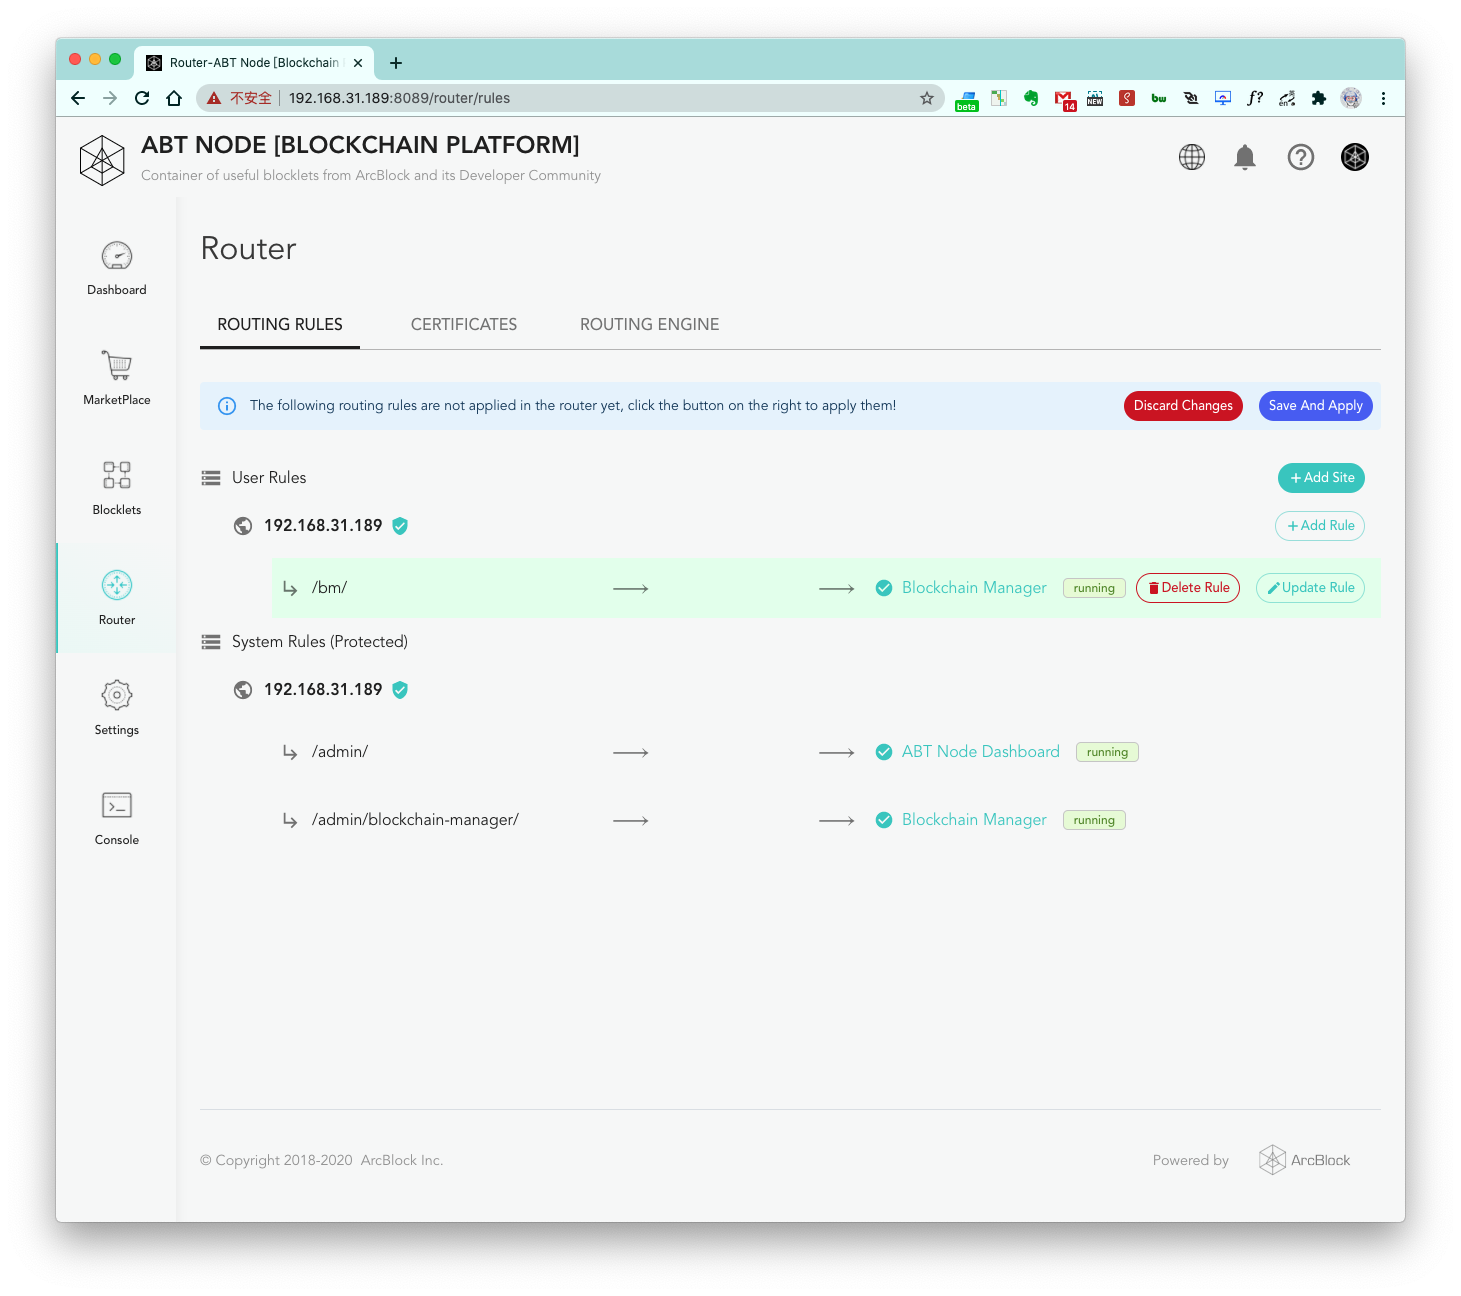 Router-ABT Node [Blockchain
不安全 192.168.31.189:8089/router/rules
beta
14
NEW
bw
f?
en
ABT NODE [BLOCKCHAIN PLATFORM]
Container of useful blocklets from ArcBlock and its Developer Community
Dashboard
MarketPlace
Blocklets
Router
Settings
Console
Router
ROUTING RULES CERTIFICATES ROUTING ENGINE
The following routing rules are not applied in the router yet, click the button on the right to apply them! Discard Changes Save And Apply
User Rules + Add Site
192.168.31.189 + Add Rule
/bm/ Blockchain Manager running Delete Rule Update Rule
System Rules (Protected)
192.168.31.189
/admin/ ABT Node Dashboard running
/admin/blockchain-manager/ Blockchain Manager running
© Copyright 2018-2020 ArcBlock Inc. Powered by ArcBlock